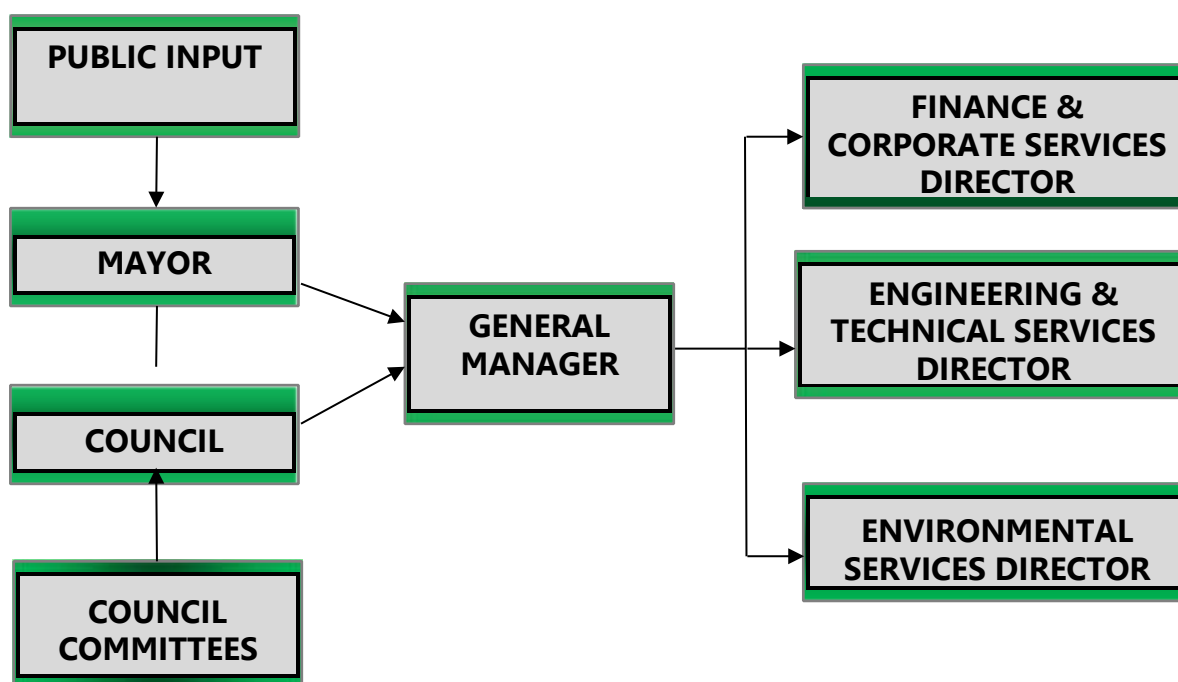 PUBLIC INPUT
MAYOR
COUNCIL
COUNCIL
COMMITTEES
GENERAL
MANAGER
FINANCE &
CORPORATE SERVICES
DIRECTOR
ENGINEERING &
TECHNICAL SERVICES
DIRECTOR
ENVIRONMENTAL
SERVICES DIRECTOR